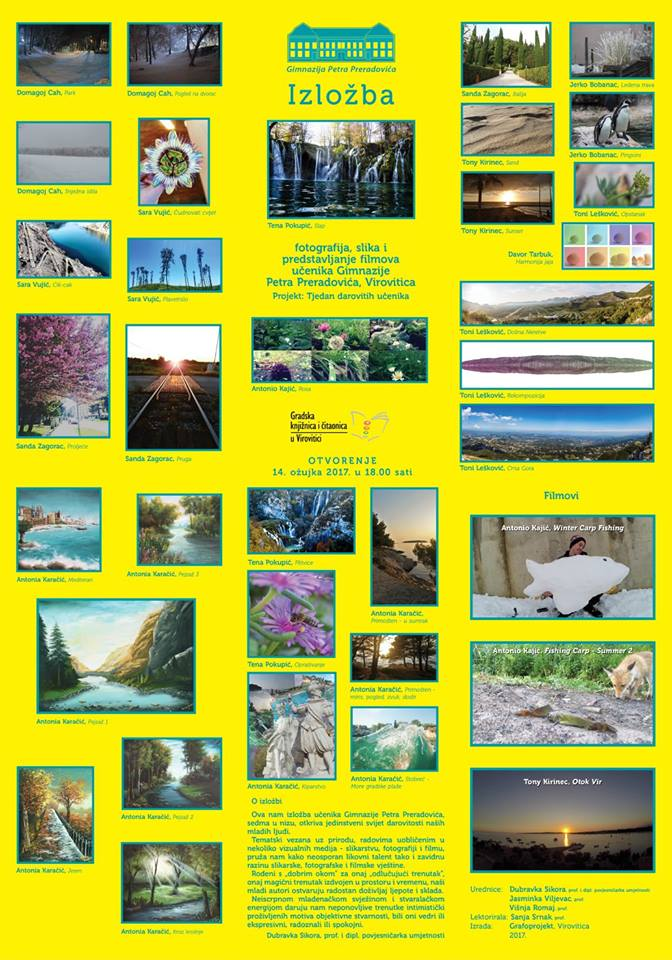 Domagoj Cah, Park
Domagoj Cah, Pogled na dvorac
Domagoj Cah, Snježna idila
Sara Vujić, Čudnovati cvijet
Sara Vujić, Cik-cak
Sara Vujić, Plavetnilo
Sanda Zagorac, Proljeće
Sanda Zagorac, Pruga
Antonia Karačić, Mediteran
Antonia Karačić, Pejzaž 3
Antonia Karačić, Pejzaž 1
Antonia Karačić, Pejzaž 2
Antonia Karačić, Jesen
Antonia Karačić, Kroz krošnje
Gimnazija Petra Preradovića
Izložba
Tena Pokupić, Slap
fotografija, slika i
predstavljanje filmova
učenika Gimnazije
Petra Preradovića, Virovitica
Projekt: Tjedan darovitih učenika
Antonio Kajić, Rosa
Gradska
knjižnica i čitaonica
u Virovitici
OTVORENJE
14. ožujka 2017. u 18.00 sati
Tena Pokupić, Plitvice
Antonia Karačić,
Primošten - u sumrak
Tena Pokupić, Oprašivanje
Antonia Karačić, Primošten -
miris, pogled, zvuk, dodir
Antonia Karačić, Kiparstvo
Antonia Karačić, Stobreč -
More gradske plaže
O izložbi
Ova nam izložba učenika Gimnazije Petra Preradovića,
sedma u nizu, otkriva jedinstveni svijet darovitosti naših
mladih ljudi.
Tematski vezana uz prirodu, radovima uobličenim u
nekoliko vizualnih medija - slikarstvu, fotografiji i filmu,
pruža nam kako neosporan likovni talent tako i zavidnu
razinu slikarske, fotografske i filmske vještine.
Rođeni s „dobrim okom” za onaj „odlučujući trenutak”,
onaj magični trenutak izdvojen u prostoru i vremenu, naši
mladi autori ostvaruju radostan doživljaj ljepote i sklada.
Neiscrpnom mladenačkom svježinom i stvaralačkom
energijom daruju nam neponovljive trenutke intimistički
proživljenih motiva objektivne stvarnosti, bili oni vedri ili
ekspresivni, radoznali ili spokojni.
Dubravka Sikora, prof. i dipl. povjesničarka umjetnosti
Sanda Zagorac, Italija
Jerko Bobanac, Ledena trava
Tony Kirinec, Sand
Jerko Bobanac, Pingvini
Tony Kirinec, Sunset
Toni Lešković, Opstanak
Davor Tarbuk,
Harmonija jaja
Toni Lešković, Dolina Neretve
Toni Lešković, Rekompozicija
Toni Lešković, Crna Gora
Filmovi
Antonio Kajić, Winter Carp Fishing
Antonio Kajić, Fishing Carp - Summer 2
Tony Kirinec, Otok Vir
Urednice: Dubravka Sikora, prof. i dipl. povjesničarka umjetnosti
Jasminka Viljevac, prof.
Višnja Romaj, prof.
Lektorirala: Sanja Srnak, prof.
Izrada: Grafoprojekt, Virovitica
2017.